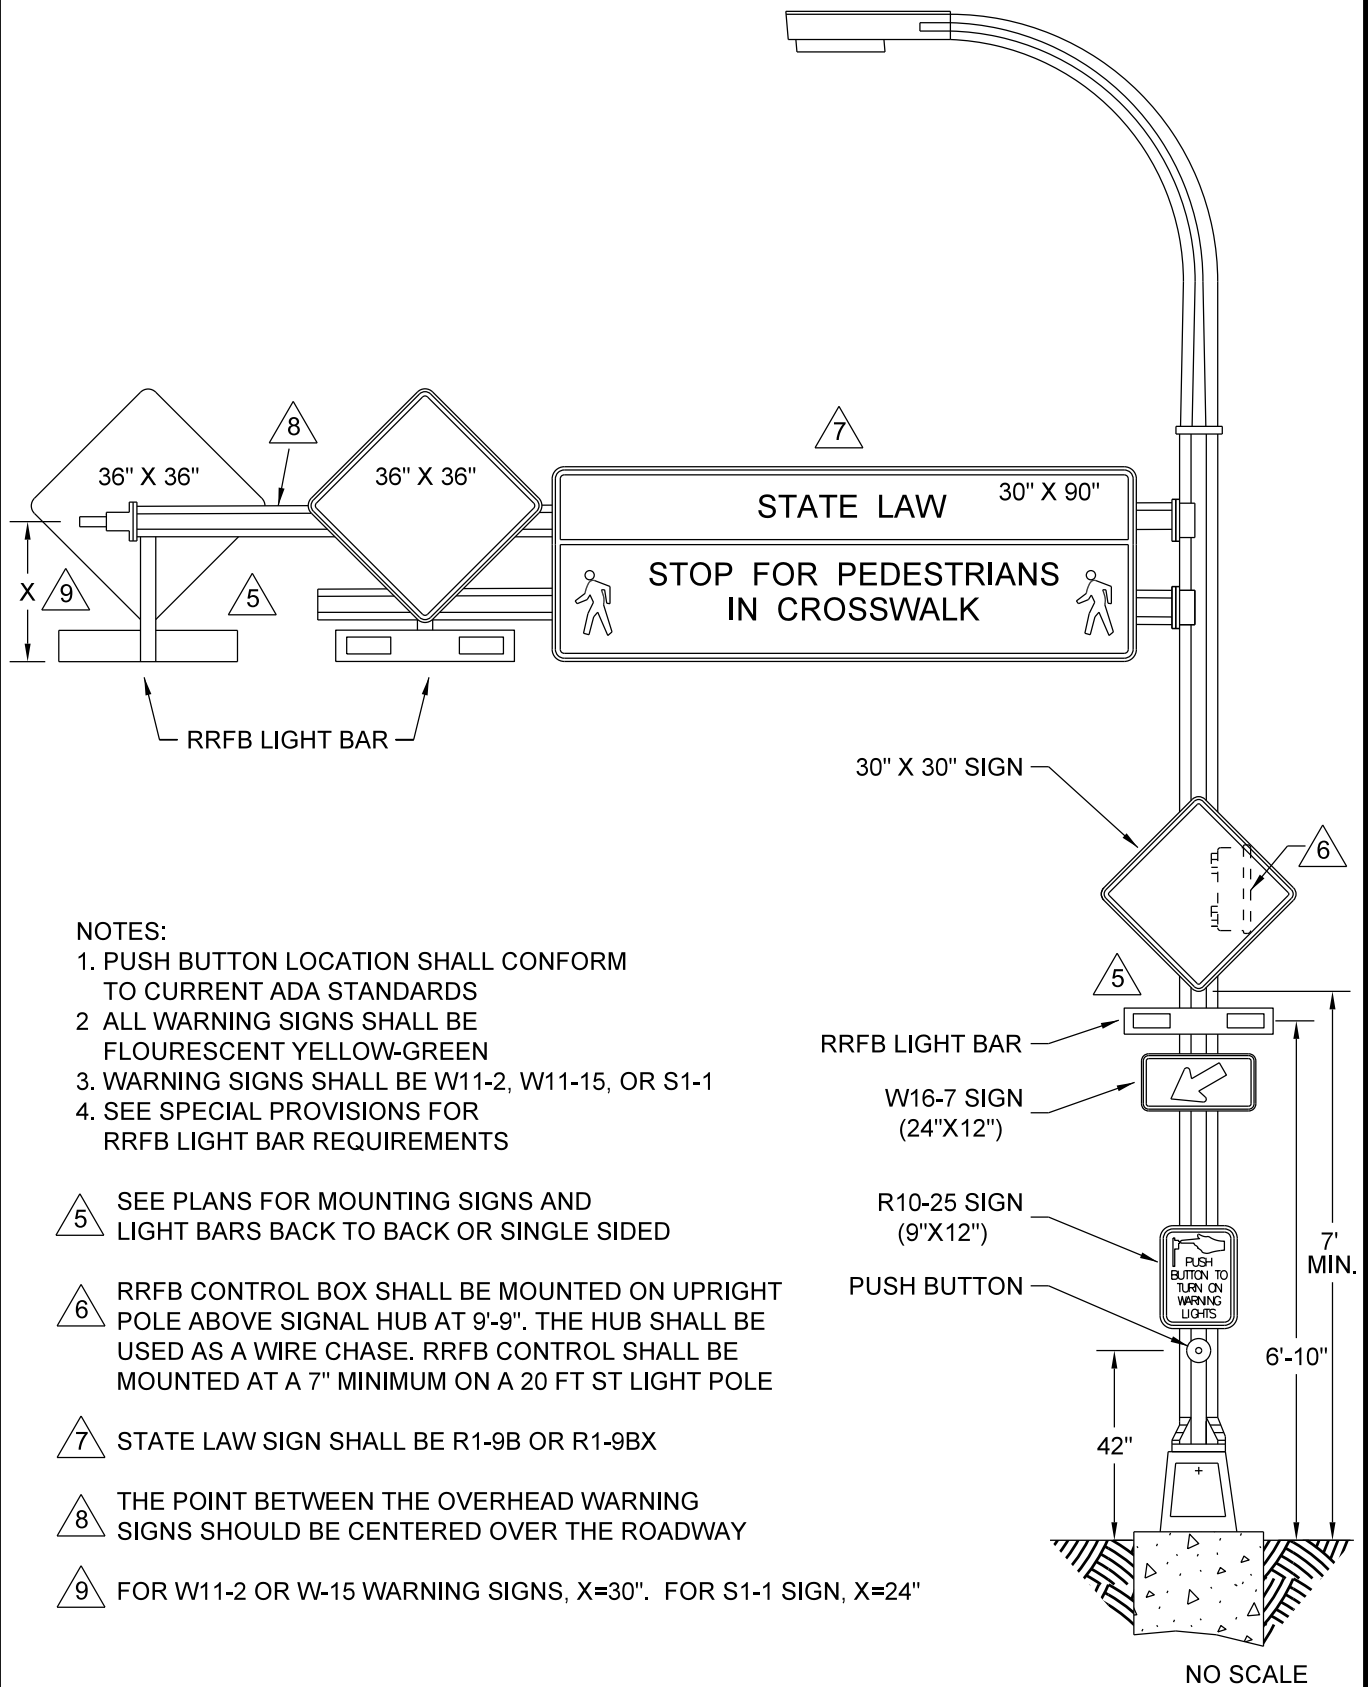 8
7
36" X 36"
36" X 36"
STATE LAW
30" X 90"
STOP FOR PEDESTRIANS
IN CROSSWALK
X
9
5
RRFB LIGHT BAR
30" X 30" SIGN
6
5
RRFB LIGHT BAR
W16-7 SIGN
(24"X12")
R10-25 SIGN
(9"X12")
PUSH
BUTTON TO
TURN ON
WARNING
LIGHTS
PUSH BUTTON
7'
MIN.
6'-10"
42"
NOTES:
1. PUSH BUTTON LOCATION SHALL CONFORM
TO CURRENT ADA STANDARDS
2 ALL WARNING SIGNS SHALL BE
FLOURESCENT YELLOW-GREEN
3. WARNING SIGNS SHALL BE W11-2, W11-15, OR S1-1
4. SEE SPECIAL PROVISIONS FOR
RRFB LIGHT BAR REQUIREMENTS
5 SEE PLANS FOR MOUNTING SIGNS AND
LIGHT BARS BACK TO BACK OR SINGLE SIDED
6 RRFB CONTROL BOX SHALL BE MOUNTED ON UPRIGHT
POLE ABOVE SIGNAL HUB AT 9'-9". THE HUB SHALL BE
USED AS A WIRE CHASE. RRFB CONTROL SHALL BE
MOUNTED AT A 7" MINIMUM ON A 20 FT ST LIGHT POLE
7 STATE LAW SIGN SHALL BE R1-9B OR R1-9BX
8 THE POINT BETWEEN THE OVERHEAD WARNING
SIGNS SHOULD BE CENTERED OVER THE ROADWAY
9 FOR W11-2 OR W-15 WARNING SIGNS, X=30". FOR S1-1 SIGN, X=24"
NO SCALE